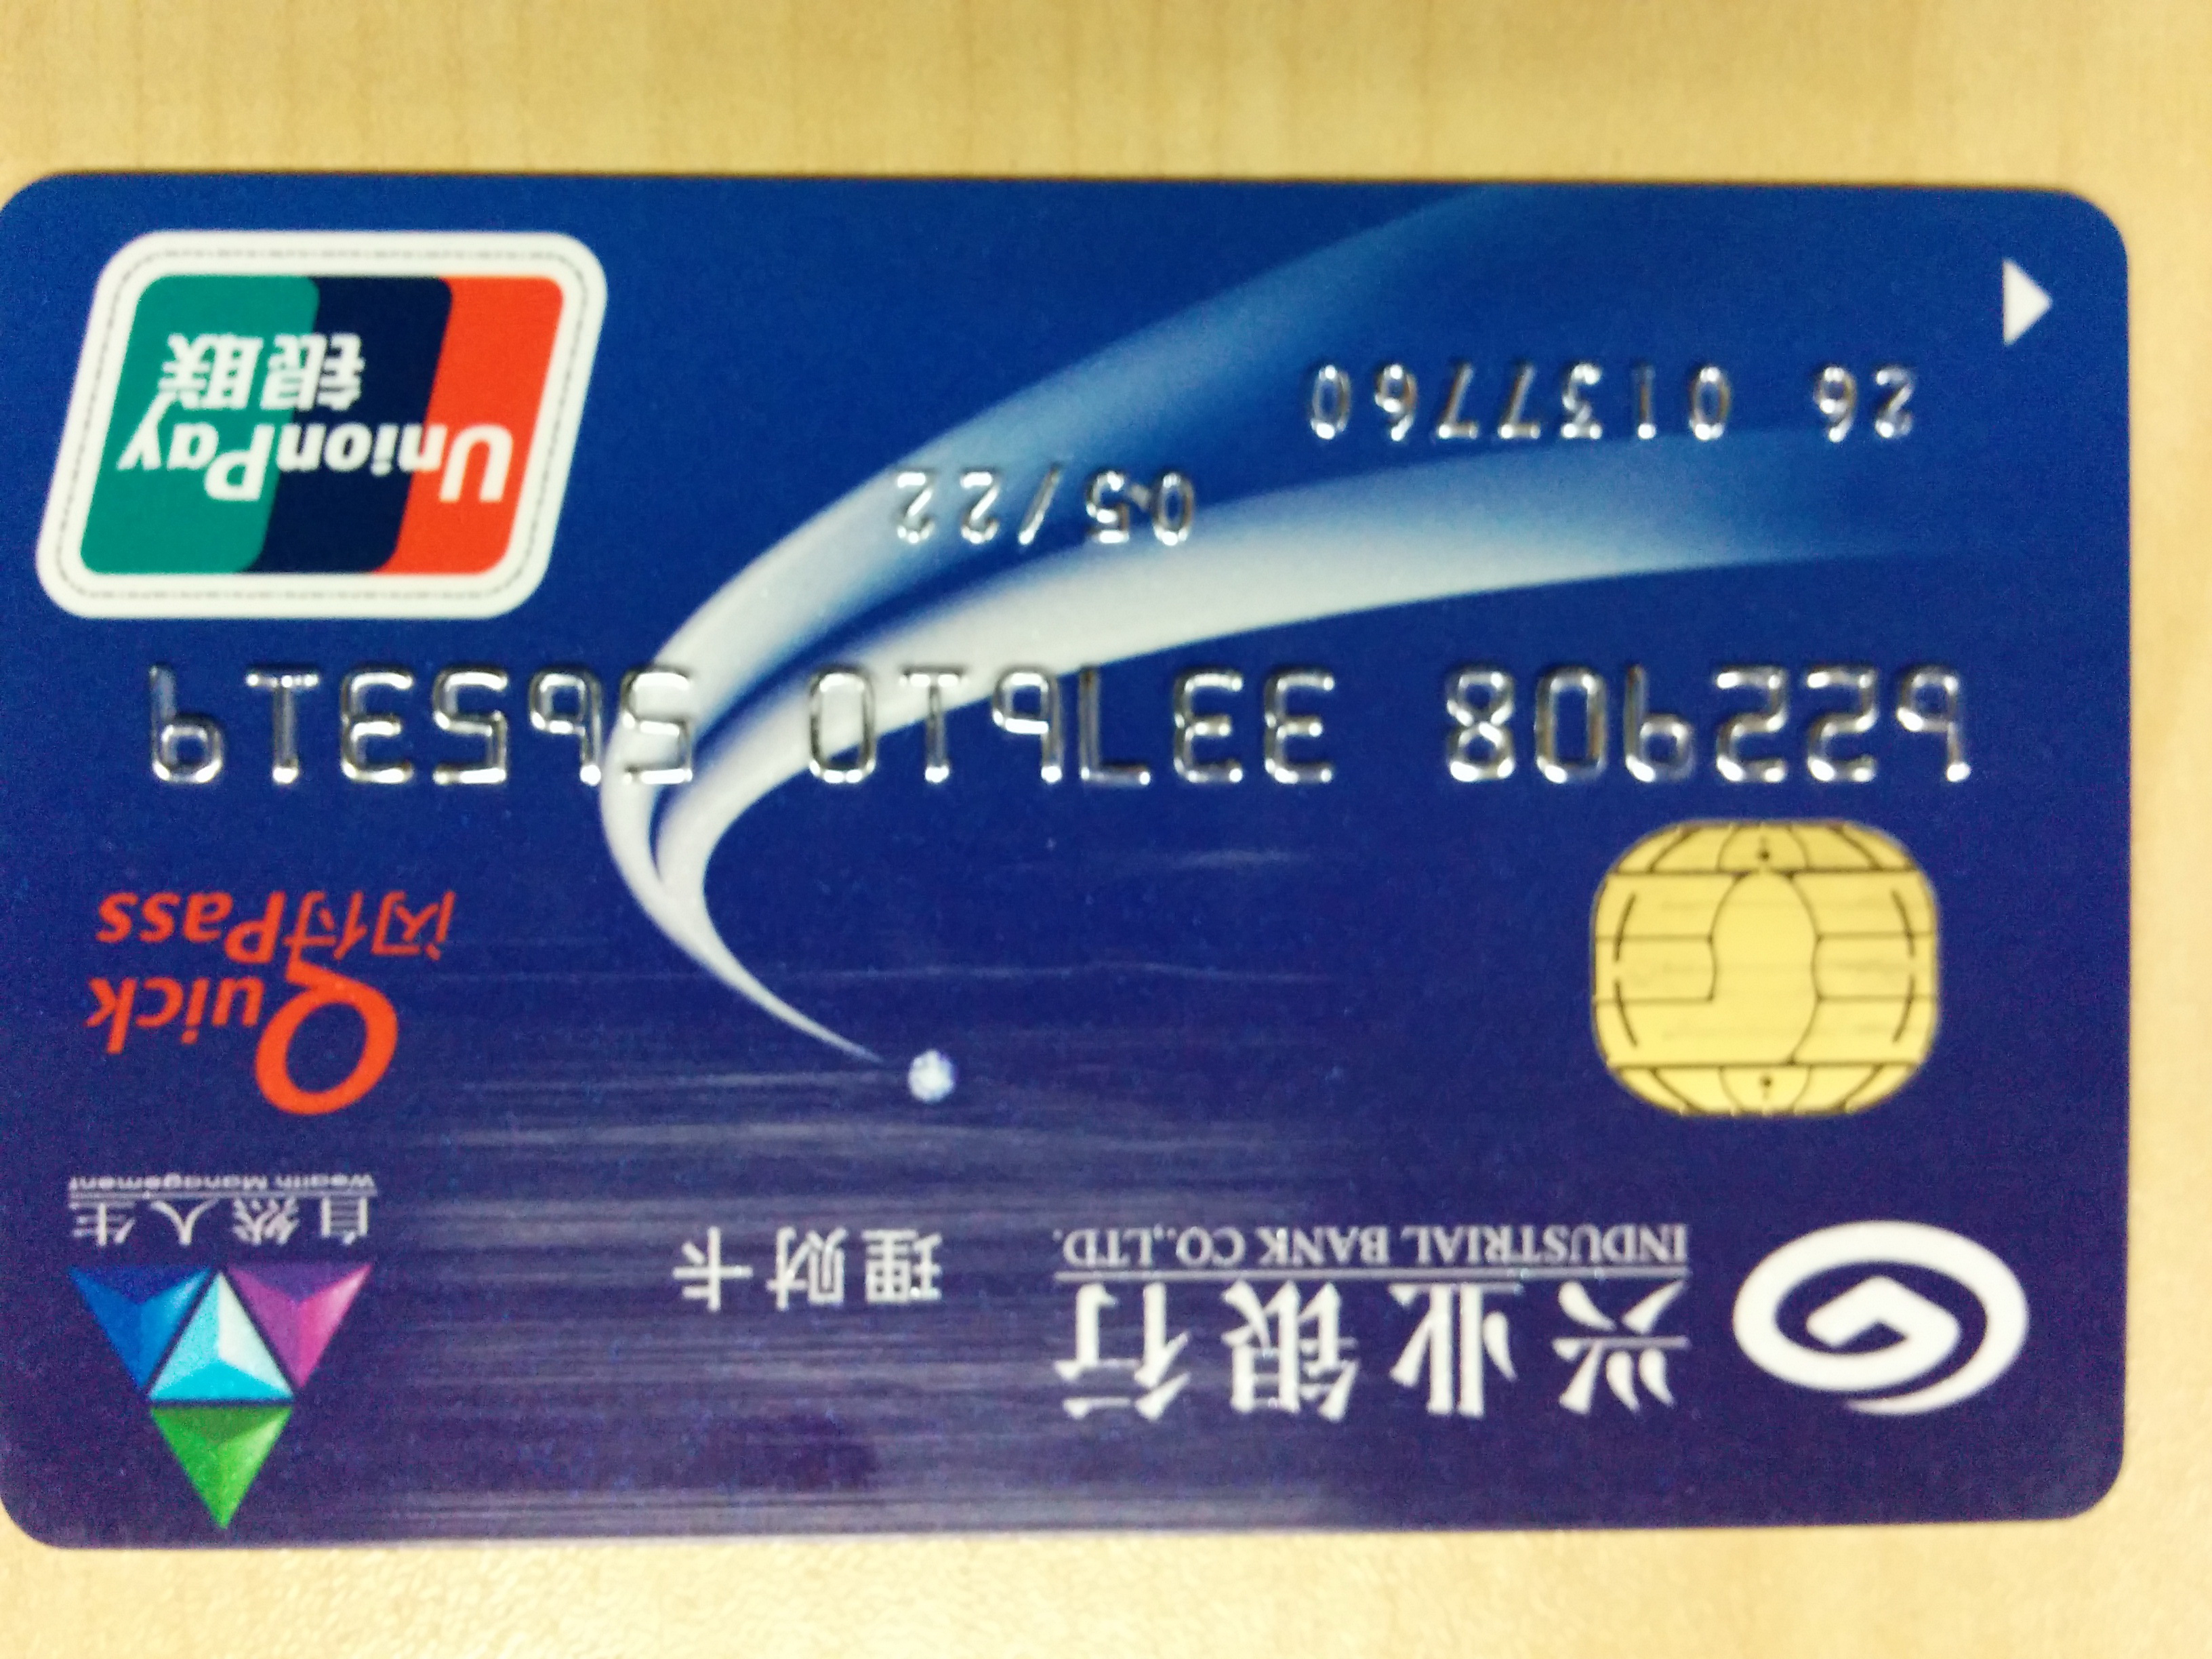 兴业银行
INDUSTRIAL BANK CO.,LTD.
理财卡
自然人生
Wealth Management
Quick
闪付Pass
622908 337610 565319
05/22
26 0137760
UnionPay
银联